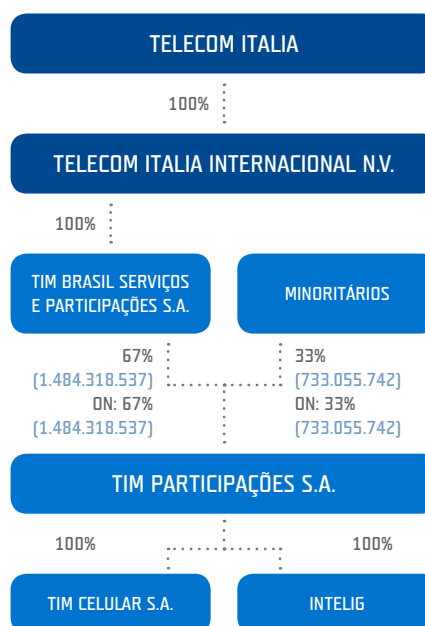 TELECOM ITALIA
100%
TELECOM ITALIA INTERNACIONAL N.V.
100%
TIM BRASIL SERVIÇOS
E PARTICIPAÇÕES S.A.
MINORITÁRIOS
67%
(1.484.318.537)
ON: 67%
(1.484.318.537)
33%
(733.055.742)
ON: 33%
(733.055.742)
TIM PARTICIPAÇÕES S.A.
100%
100%
TIM CELULAR S.A.
INTELIG